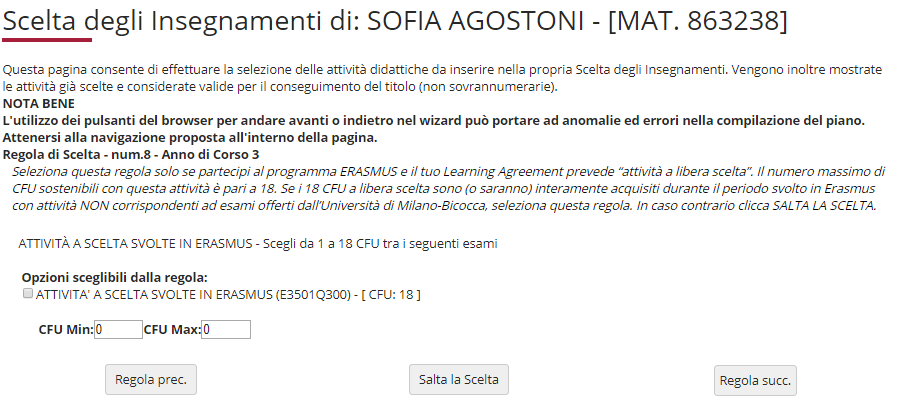 Scelta degli Insegnamenti di: SOFIA AGOSTONI - [MAT. 863238]
Questa pagina consente di effettuare la selezione delle attività didattiche da inserire nella propria Scelta degli Insegnamenti. Vengono inoltre mostrate
le attività già scelte e considerate valide per il conseguimento del titolo (non sovrannumerarie).
NOTA BENE
L'utilizzo dei pulsanti del browser per andare avanti o indietro nel wizard può portare ad anomalie ed errori nella compilazione del piano.
Attenersi alla navigazione proposta all'interno della pagina.
Regola di Scelta - num.8 - Anno di Corso 3
Seleziona questa regola solo se partecipi al programma ERASMUS e il tuo Learning Agreement prevede “attività a libera scelta”. Il numero massimo di
CFU sostenibili con questa attività è pari a 18. Se i 18 CFU a libera scelta sono (o saranno) interamente acquisiti durante il periodo svolto in Erasmus
con attività NON corrispondenti ad esami offerti dall’Università di Milano-Bicocca, seleziona questa regola. In caso contrario clicca SALTA LA SCELTA.
ATTIVITÀ A SCELTA SVOLTE IN ERASMUS - Scegli da 1 a 18 CFU tra i seguenti esami
Opzioni sceglibili dalla regola:
ATTIVITA' A SCELTA SVOLTE IN ERASMUS (E3501Q300) - [ CFU: 18 ]
CFU Min:0 CFU Max:0
Regola prec. Salta la Scelta Regola succ.